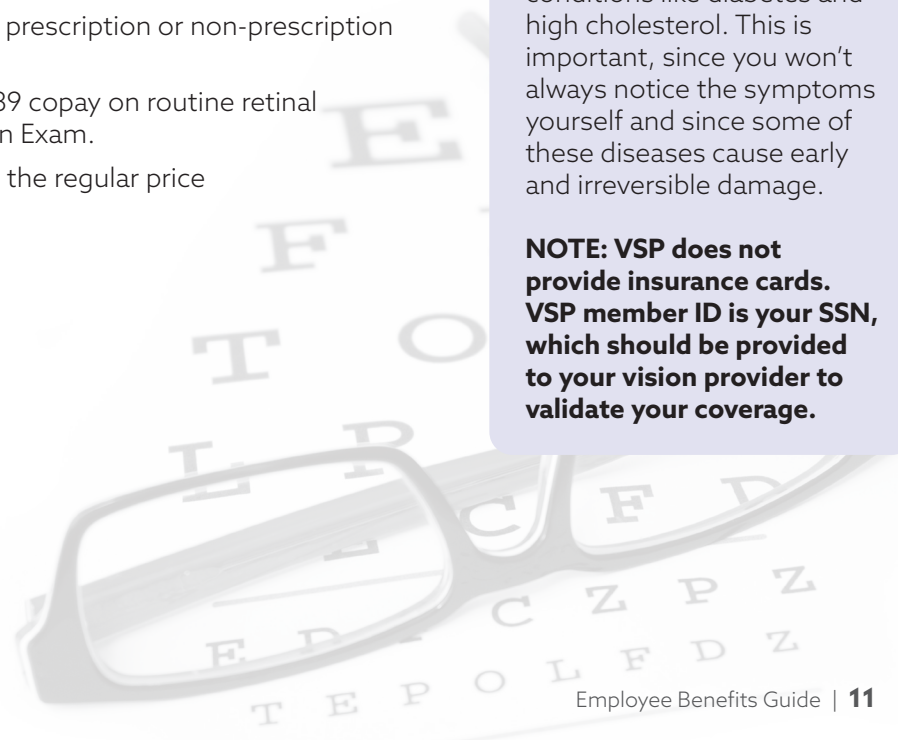 prescription or non-prescription
39 copay on routine retinal
n Exam.
the regular price
conditions like diabetes and
high cholesterol. This is
important, since you won't
always notice the symptoms
yourself and since some of
these diseases cause early
and irreversible damage.
NOTE: VSP does not
provide insurance cards.
VSP member ID is your SSN,
which should be provided
to your vision provider to
validate your coverage.
E
F
T O
L P
C F D
E D C Z P Z
T E P O L F D Z
Employee Benefits Guide | 11